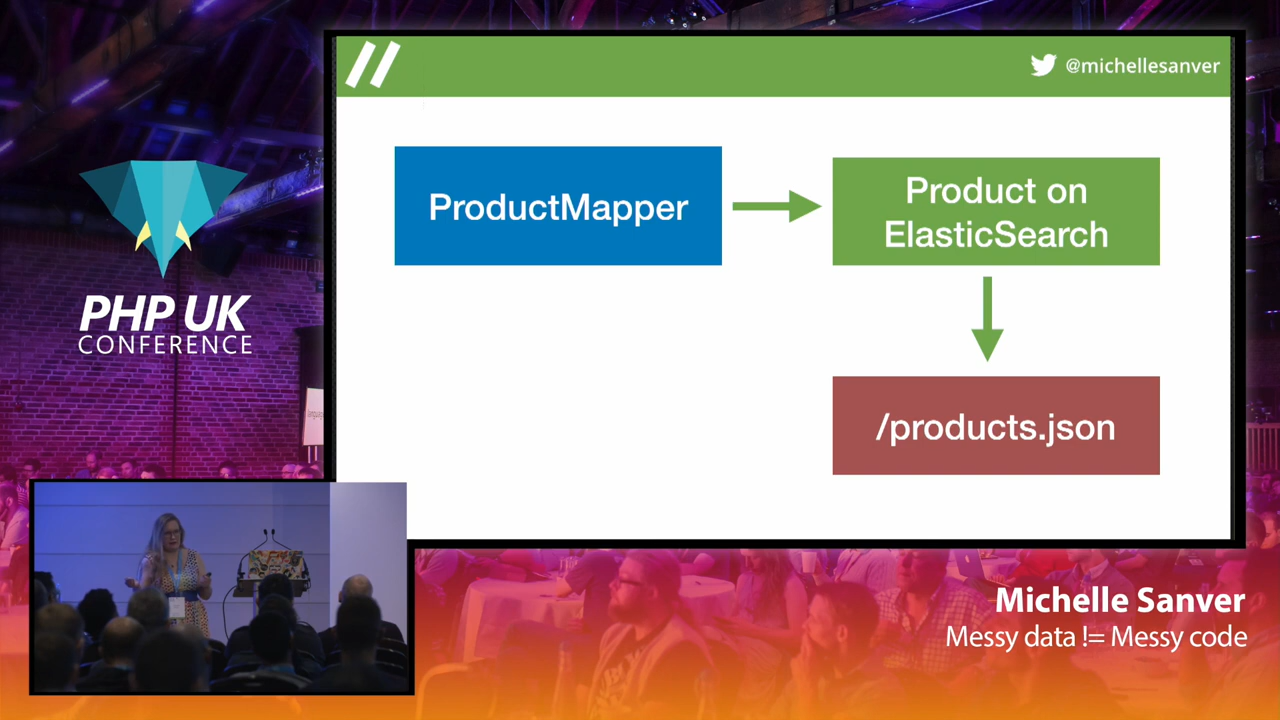 @michellesanver
ProductMapper
Product on
ElasticSearch
/products.json
PHP UK
CONFERENCE
Michelle Sanver
Messy data != Messy code